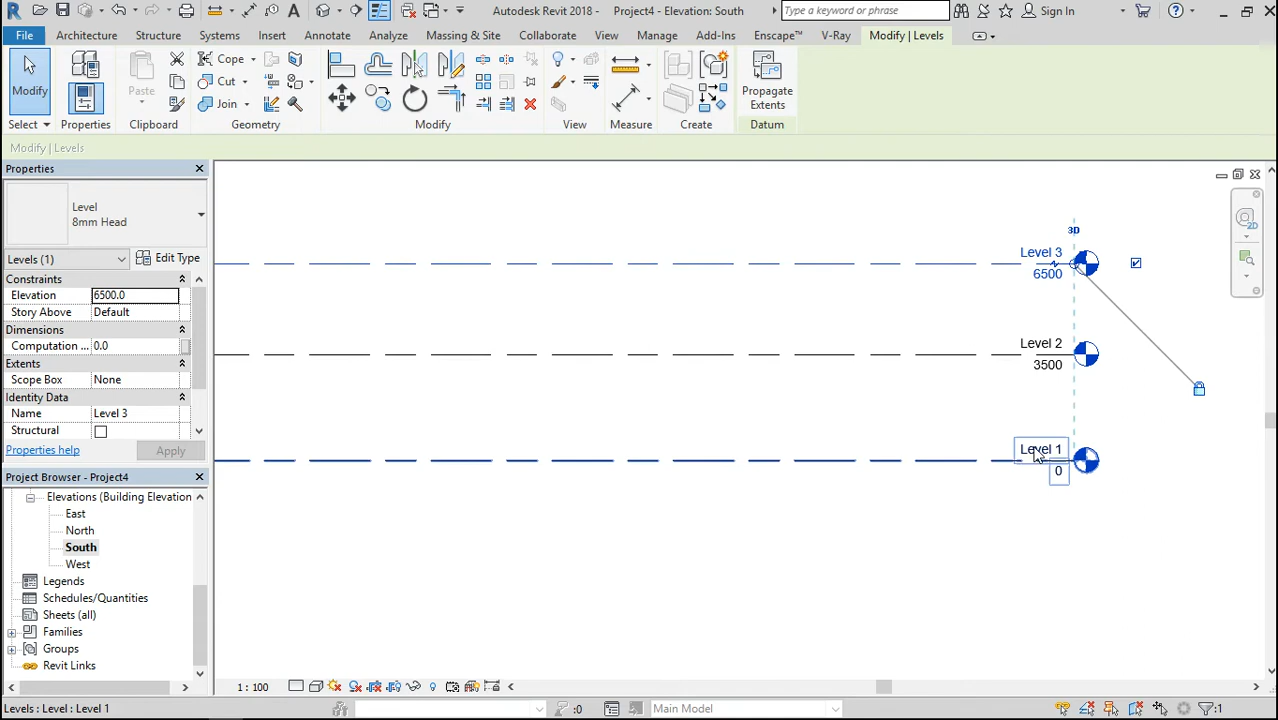 Autodesk Revit 2018 -
Project4 - Elevation: South
Type a keyword or phrase
Sign In
File
Architecture
Structure
Systems
Insert
Annotate
Analyze
Massing & Site
Collaborate
View
Manage
Add-Ins
Enscape™
V-Ray
Modify | Levels
Modify
Paste
Cope
Cut
Join
Propagate
Extents
Select
Properties
Clipboard
Geometry
Modify
View
Measure
Create
Datum
Modify | Levels
Properties
Level
8mm Head
Levels (1)
Edit Type
Constraints
Elevation 6500.0
Story Above Default
Dimensions
Computation ... 0.0
Extents
Scope Box None
Identity Data
Name Level 3
Structural
Properties help
Apply
Project Browser - Project4
Elevations (Building Elevation
East
North
South
West
Legends
Schedules/Quantities
Sheets (all)
Families
Groups
Revit Links
3D
Level 3
6500
Level 2
3500
Level 1
0
2D
1 : 100
Levels : Level : Level 1
:0
Main Model
:1